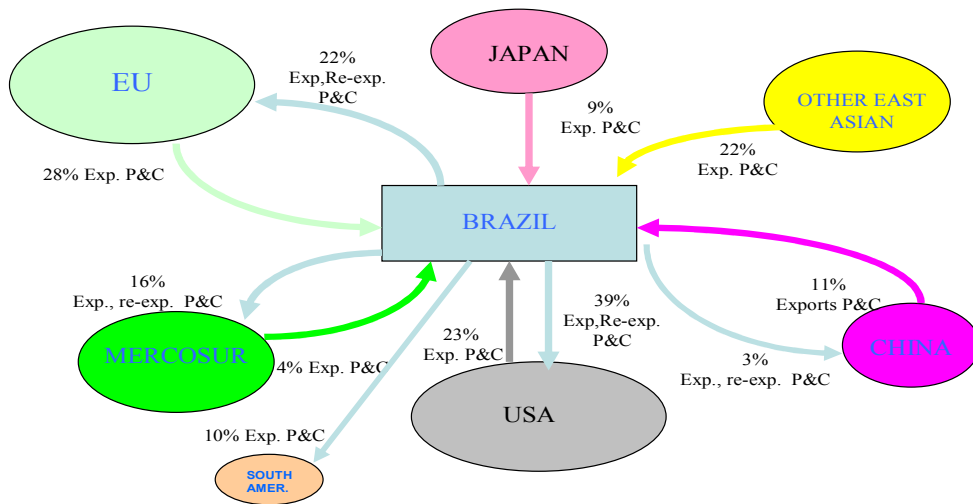 EU
22%
Exp,Re-exp.
P&C
JAPAN
9%
Exp. P&C
OTHER EAST
ASIAN
22%
Exp. P&C
28% Exp. P&C
BRAZIL
16%
Exp., re-exp. P&C
MERCOSUR
4% Exp. P&C
23%
Exp. P&C
39%
Exp,Re-exp.
P&C
11%
Exports P&C
CHINA
3%
Exp., re-exp. P&C
USA
10% Exp. P&C
SOUTH
AMER.